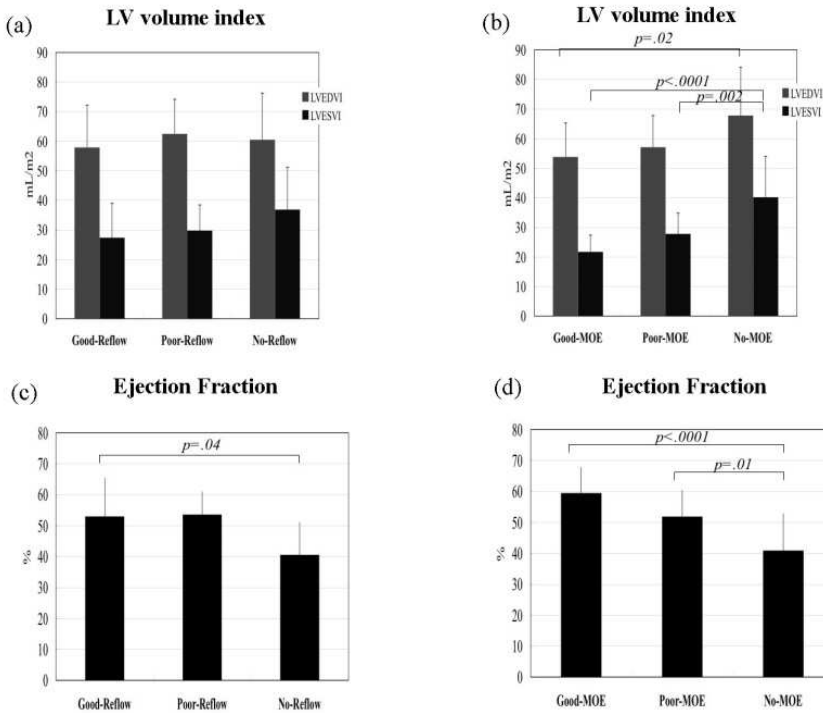 (a)
LV volume index
90
80
70
60
50
40
30
20
10
0
mL/m2
LVEDVI
LVESVI
Good-Reflow Poor-Reflow No-Reflow
(b)
LV volume index
90
80
70
60
50
40
30
20
10
0
mL/m2
p=.02
p<.0001
p=.002
LVEDVI
LVESVI
Good-MOE Poor-MOE No-MOE
(c)
Ejection Fraction
80
70
60
50
40
30
20
10
0
%
p=.04
Good-Reflow Poor-Reflow No-Reflow
(d)
Ejection Fraction
80
70
60
50
40
30
20
10
0
%
p<.0001
p=.01
Good-MOE Poor-MOE No-MOE